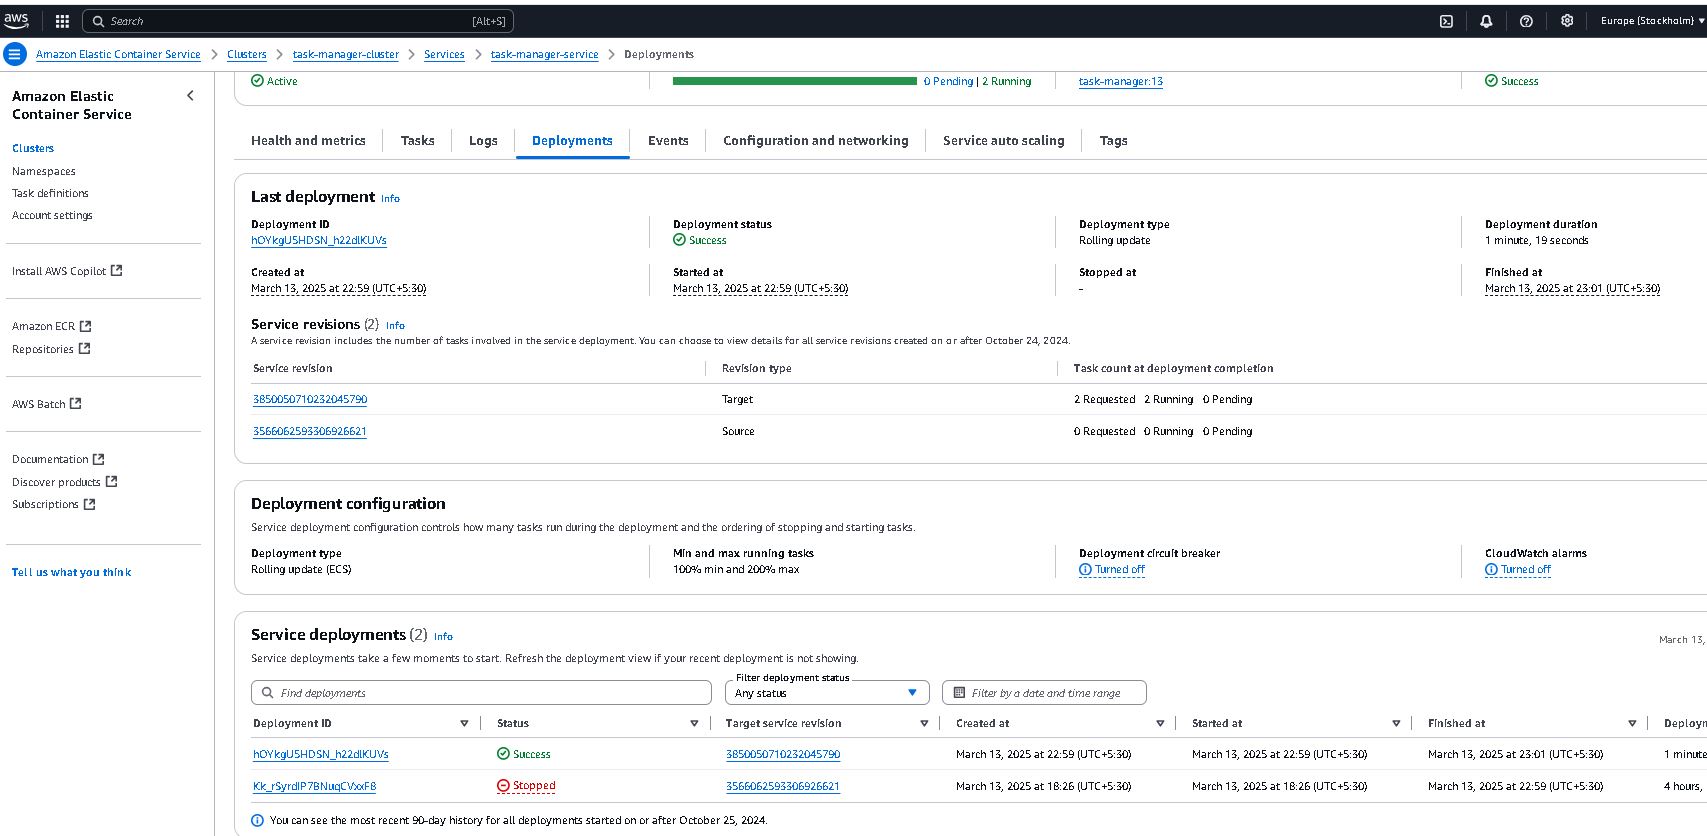 aws
Search [Alt+S]
Europe (Stockholm)
Amazon Elastic Container Service > Clusters > task-manager-cluster > Services > task-manager-service > Deployments
Amazon Elastic
Container Service
Clusters
Namespaces
Task definitions
Account settings
Install AWS Copilot
Amazon ECR
Repositories
AWS Batch
Documentation
Discover products
Subscriptions
Tell us what you think
Active 0 Pending | 2 Running task-manager:13 Success
Health and metrics Tasks Logs Deployments Events Configuration and networking Service auto scaling Tags
Last deployment Info
Deployment ID Deployment status Deployment type Deployment duration
hOYkgU5HDSN_h22dlKUVs Success Rolling update 1 minute, 19 seconds
Created at Started at Stopped at Finished at
March 13, 2025 at 22:59 (UTC+5:30) March 13, 2025 at 22:59 (UTC+5:30) - March 13, 2025 at 23:01 (UTC+5:30)
Service revisions (2) Info
A service revision includes the number of tasks involved in the service deployment. You can choose to view details for all service revisions created on or after October 24, 2024.
Service revision Revision type Task count at deployment completion
3850050710232045790 Target 2 Requested 2 Running 0 Pending
3566062593306926621 Source 0 Requested 0 Running 0 Pending
Deployment configuration
Service deployment configuration controls how many tasks run during the deployment and the ordering of stopping and starting tasks.
Deployment type Min and max running tasks Deployment circuit breaker CloudWatch alarms
Rolling update (ECS) 100% min and 200% max Turned off Turned off
Service deployments (2) Info
March 13,
Service deployments take a few moments to start. Refresh the deployment view if your recent deployment is not showing.
Filter deployment status
Find deployments Any status Filter by a date and time range
Deployment ID Status Target service revision Created at Started at Finished at Deploym
hOYkgU5HDSN_h22dlKUVs Success 3850050710232045790 March 13, 2025 at 22:59 (UTC+5:30) March 13, 2025 at 22:59 (UTC+5:30) March 13, 2025 at 23:01 (UTC+5:30) 1 minute
Kk_rSyrdIP7BNuqCVxxF8 Stopped 3566062593306926621 March 13, 2025 at 18:26 (UTC+5:30) March 13, 2025 at 18:26 (UTC+5:30) March 13, 2025 at 22:59 (UTC+5:30) 4 hours,
You can see the most recent 90-day history for all deployments started on or after October 25, 2024.